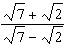 (√7 + √2)/(√7 − √2)